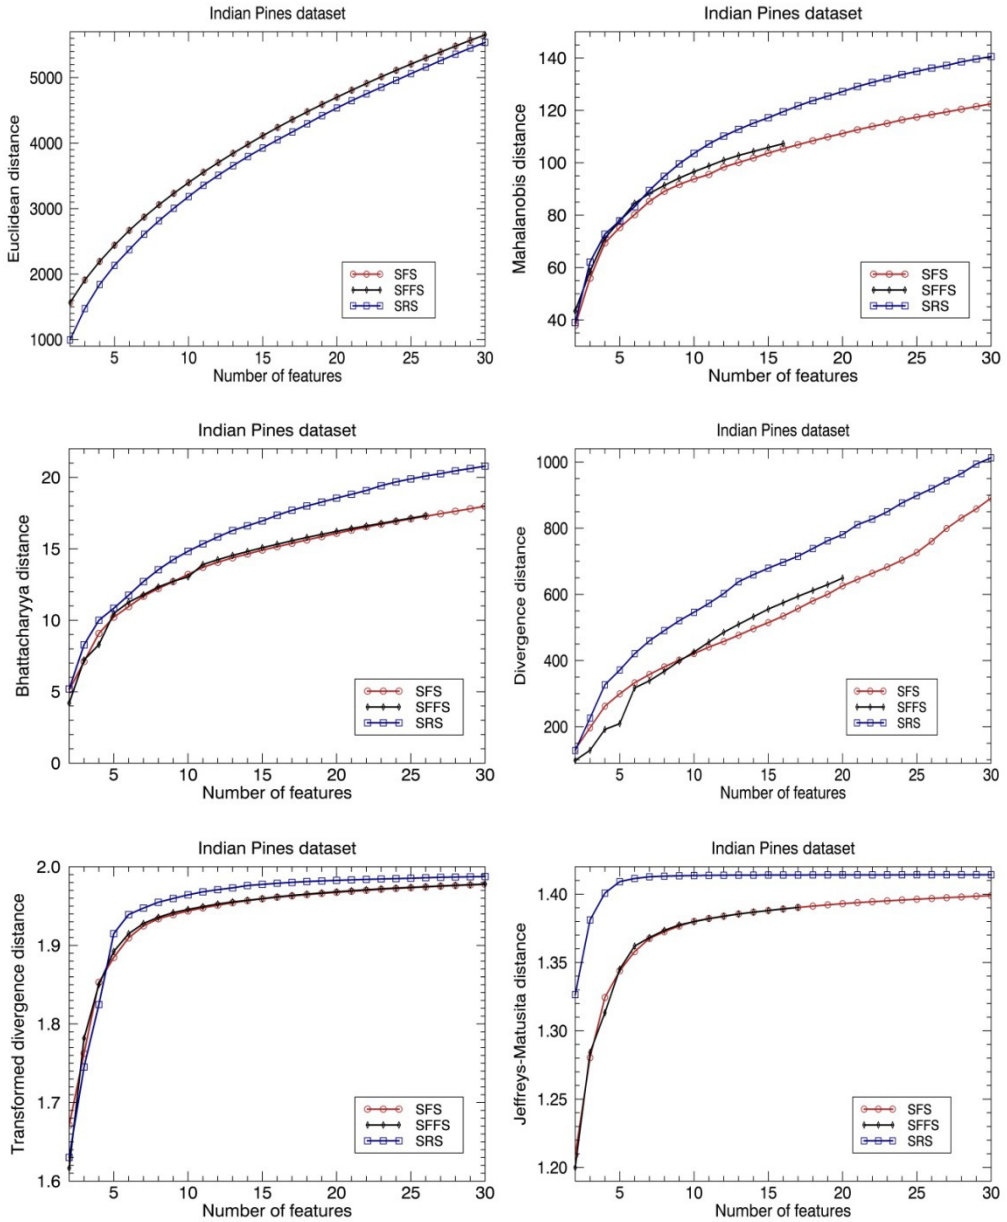 Indian Pines dataset
Euclidean distance
5000
4000
3000
2000
1000
SFS
SFFS
SRS
5 10 15 20 25 30
Number of features
Indian Pines dataset
Mahalanobis distance
140
120
100
80
60
40
SFS
SFFS
SRS
5 10 15 20 25 30
Number of features
Indian Pines dataset
Bhattacharyya distance
20
15
10
5
0
SFS
SFFS
SRS
5 10 15 20 25 30
Number of features
Indian Pines dataset
Divergence distance
1000
800
600
400
200
SFS
SFFS
SRS
5 10 15 20 25 30
Number of features
Indian Pines dataset
Transformed divergence distance
2.0
1.9
1.8
1.7
1.6
SFS
SFFS
SRS
5 10 15 20 25 30
Number of features
Indian Pines dataset
Jeffreys-Matusita distance
1.40
1.35
1.30
1.25
1.20
SFS
SFFS
SRS
5 10 15 20 25 30
Number of features